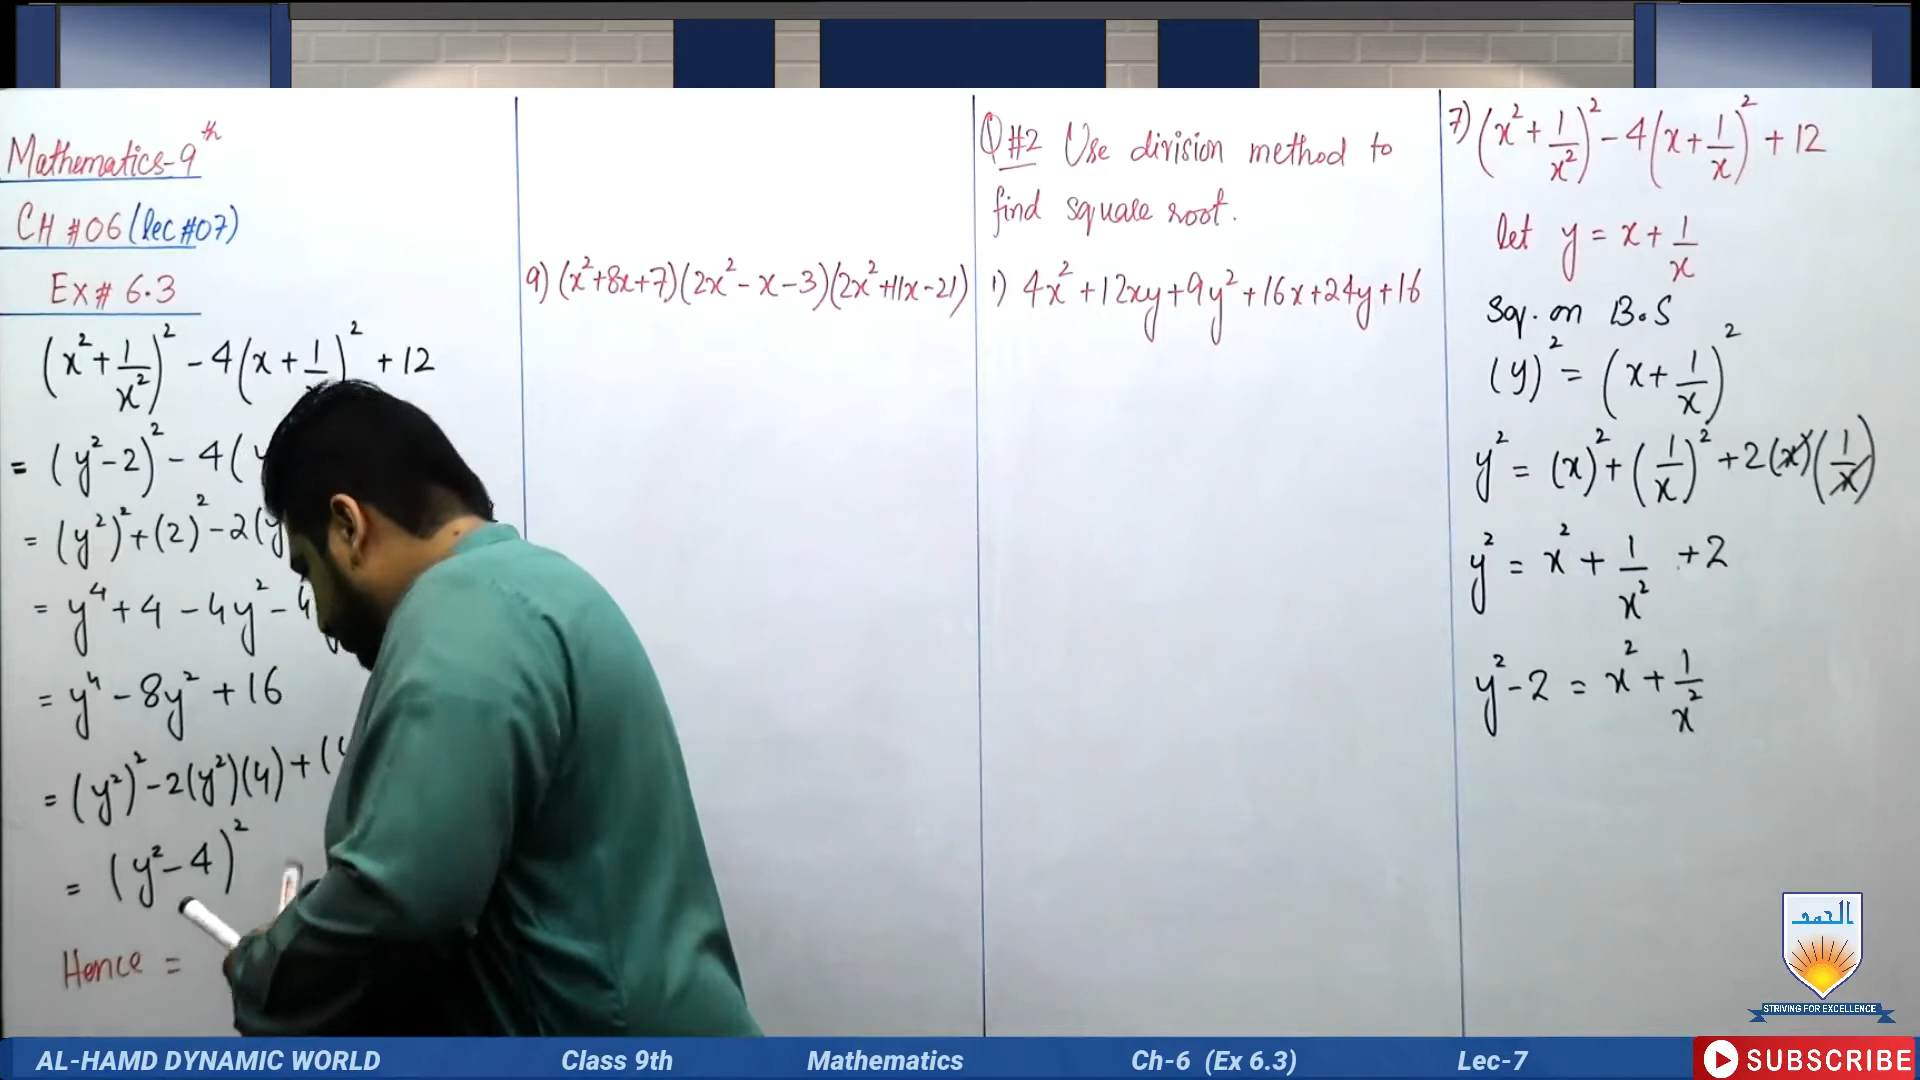 Mathematics-9th
CH # 06 (lec#07)
Ex# 6.3
(x² + 1/x²)² - 4(x + 1/)² + 12
= (y² - 2)² - 4(
= (y²)² + (2)² - 2(y
= y⁴ + 4 - 4y² - 4
= y⁴ - 8y² + 16
= (y²)² - 2(y²)(4) + (
= (y² - 4)²
Hence =
9) (x²+8x+7)(2x²-x-3)(2x²+11x-21)
Q#2 Use division method to
find square root.
1) 4x²+12xy+9y²+16x+24y+16
7) (x² + 1/x²)² - 4(x + 1/x)² + 12
let y = x + 1/x
Sq. on B.S
(y)² = (x + 1/x)²
y² = (x)² + (1/x)² + 2(x)(1/x)
y² = x² + 1/x² + 2
y² - 2 = x² + 1/x²
الحمد
STRIVING FOR EXCELLENCE
AL-HAMD DYNAMIC WORLD Class 9th Mathematics Ch-6 (Ex 6.3) Lec-7 SUBSCRIBE